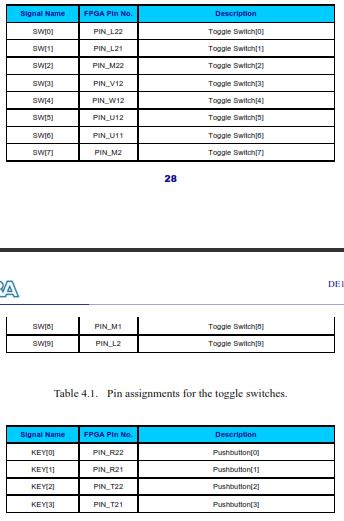 Signal Name FPGA Pin No. Description
SW[0] PIN_L22 Toggle Switch[0]
SW[1] PIN_L21 Toggle Switch[1]
SW[2] PIN_M22 Toggle Switch[2]
SW[3] PIN_V12 Toggle Switch[3]
SW[4] PIN_W12 Toggle Switch[4]
SW[5] PIN_U12 Toggle Switch[5]
SW[6] PIN_U11 Toggle Switch[6]
SW[7] PIN_M2 Toggle Switch[7]
28
DE1
SW[8] PIN_M1 Toggle Switch[8]
SW[9] PIN_L2 Toggle Switch[9]
Table 4.1. Pin assignments for the toggle switches.
Signal Name FPGA Pin No. Description
KEY[0] PIN_R22 Pushbutton[0]
KEY[1] PIN_R21 Pushbutton[1]
KEY[2] PIN_T22 Pushbutton[2]
KEY[3] PIN_T21 Pushbutton[3]